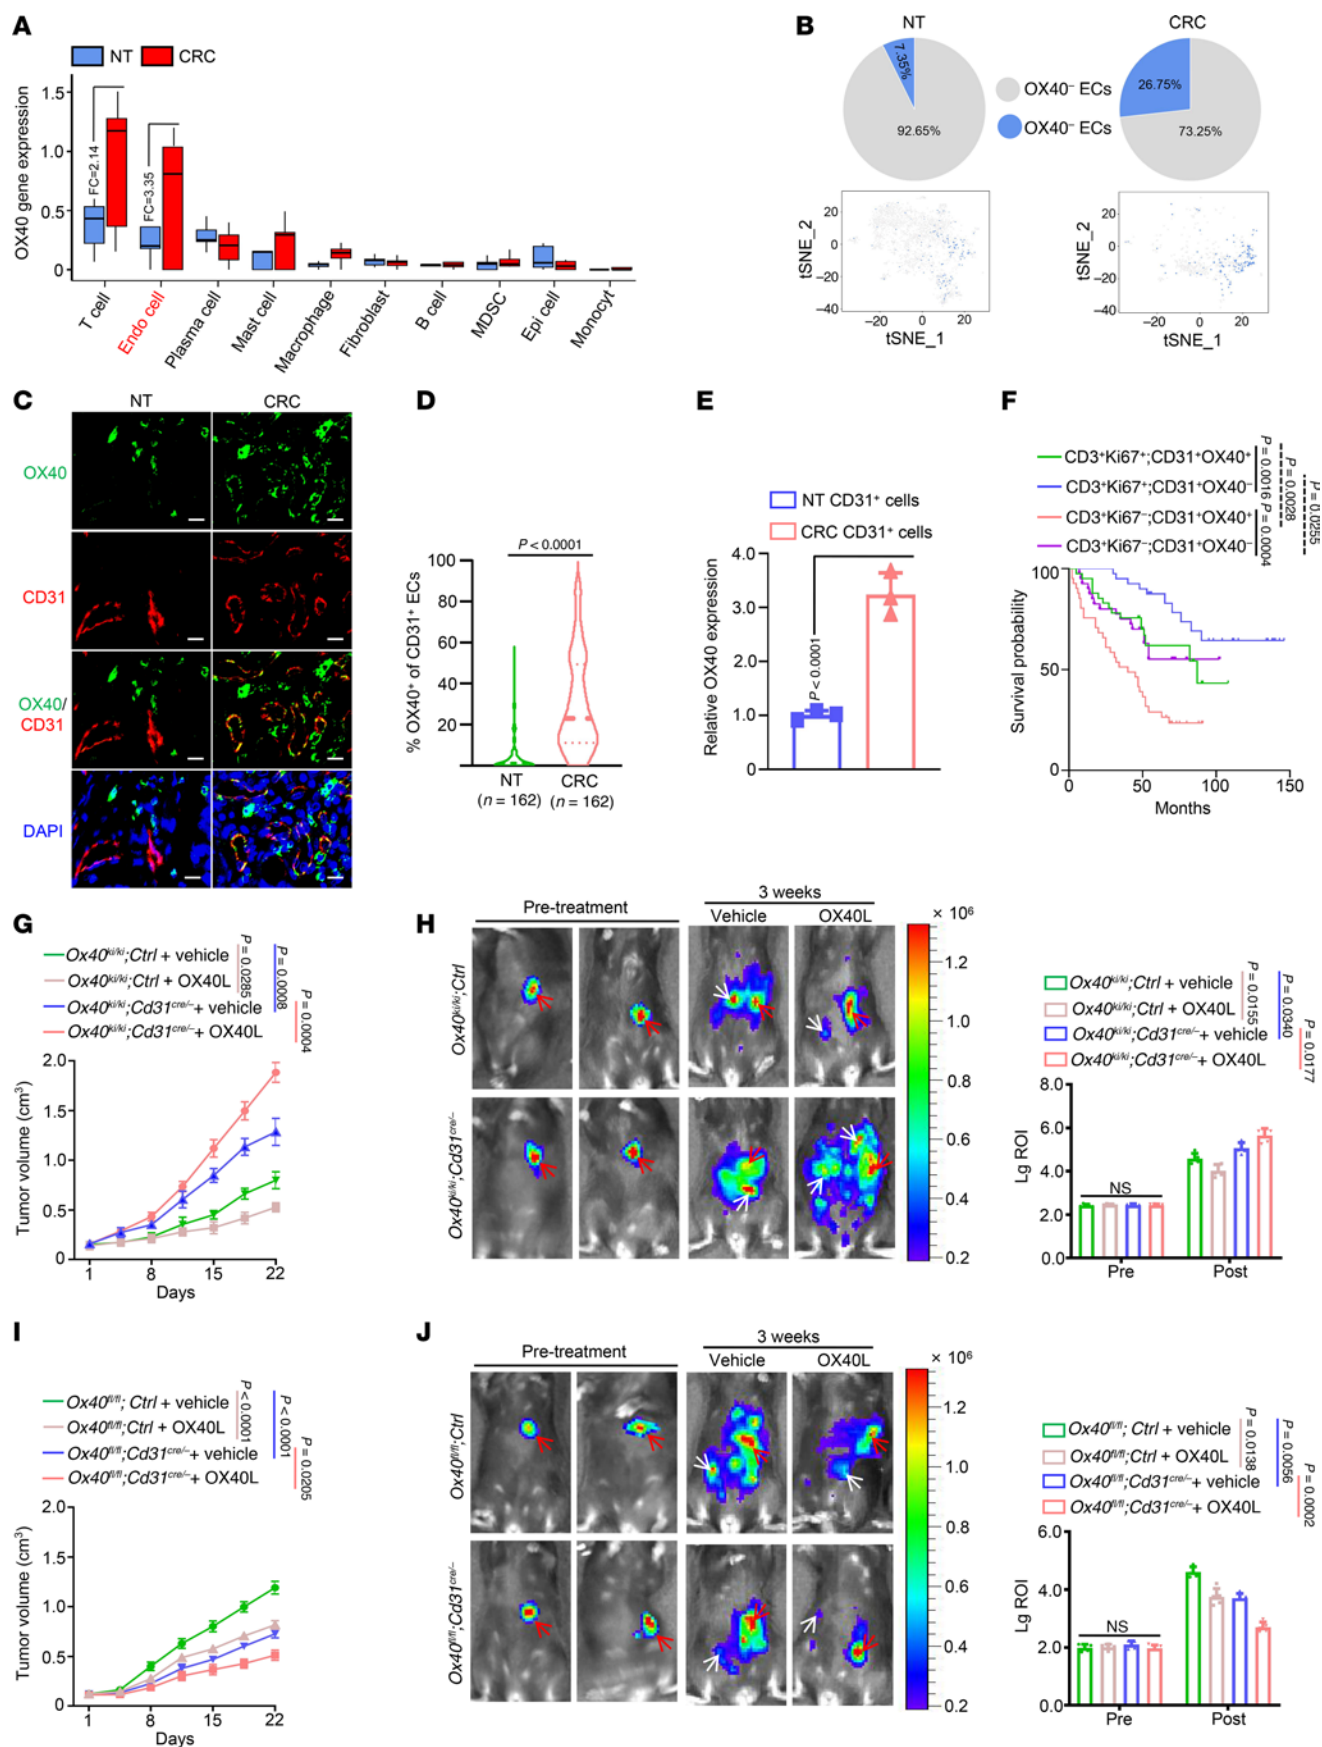 A
NT
CRC
OX40 gene expression
1.5
1.0
0.5
0
FC=2.14
FC=3.35
T cell
Endo cell
Plasma cell
Mast cell
Macrophage
Fibroblast
B cell
MDSC
Epi cell
Monocyt
B
NT
CRC
7.35%
92.65%
OX40⁻ ECs
OX40⁻ ECs
26.75%
73.25%
tSNE_2
20
0
−20
−40
−20
0
20
tSNE_1
tSNE_2
20
0
−20
−40
−20
0
20
tSNE_1
C
NT
CRC
OX40
CD31
OX40/
CD31
DAPI
D
P < 0.0001
% OX40⁺ of CD31⁺ ECs
100
80
60
40
20
NT
CRC
(n = 162)
(n = 162)
E
NT CD31⁺ cells
CRC CD31⁺ cells
Relative OX40 expression
4.0
3.0
2.0
1.0
0
P < 0.0001
F
CD3⁺Ki67⁺;CD31⁺OX40⁺
CD3⁺Ki67⁺;CD31⁺OX40⁻
CD3⁺Ki67⁻;CD31⁺OX40⁺
CD3⁺Ki67⁻;CD31⁺OX40⁻
P = 0.0016
P = 0.0004
P = 0.0028
P = 0.0255
Survival probability
100
50
0
0
50
100
150
Months
G
Ox40ki/ki;Ctrl + vehicle
Ox40ki/ki;Ctrl + OX40L
Ox40ki/ki;Cd31cre/− + vehicle
Ox40ki/ki;Cd31cre/− + OX40L
P = 0.0285
P = 0.0008
P = 0.0004
Tumor volume (cm³)
2.0
1.5
1.0
0.5
0
1
8
15
22
Days
H
Pre-treatment
3 weeks
Vehicle
OX40L
Ox40ki/ki;Ctrl
Ox40ki/ki;Cd31cre/−
× 10⁶
1.2
1.0
0.8
0.6
0.4
0.2
Ox40ki/ki;Ctrl + vehicle
Ox40ki/ki;Ctrl + OX40L
Ox40ki/ki;Cd31cre/− + vehicle
Ox40ki/ki;Cd31cre/− + OX40L
P = 0.0155
P = 0.0340
P = 0.0177
Lg ROI
8.0
6.0
4.0
2.0
0.0
NS
Pre
Post
I
Ox40fl/fl; Ctrl + vehicle
Ox40fl/fl;Ctrl + OX40L
Ox40fl/fl;Cd31cre/− + vehicle
Ox40fl/fl;Cd31cre/− + OX40L
P < 0.0001
P < 0.0001
P = 0.0205
Tumor volume (cm³)
2.0
1.5
1.0
0.5
0
1
8
15
22
Days
J
Pre-treatment
3 weeks
Vehicle
OX40L
Ox40fl/fl;Ctrl
Ox40fl/fl;Cd31cre/−
× 10⁶
1.2
1.0
0.8
0.6
0.4
0.2
Ox40fl/fl; Ctrl + vehicle
Ox40fl/fl;Ctrl + OX40L
Ox40fl/fl;Cd31cre/− + vehicle
Ox40fl/fl;Cd31cre/− + OX40L
P = 0.0138
P = 0.0056
P = 0.0002
Lg ROI
6.0
4.0
2.0
0.0
NS
Pre
Post